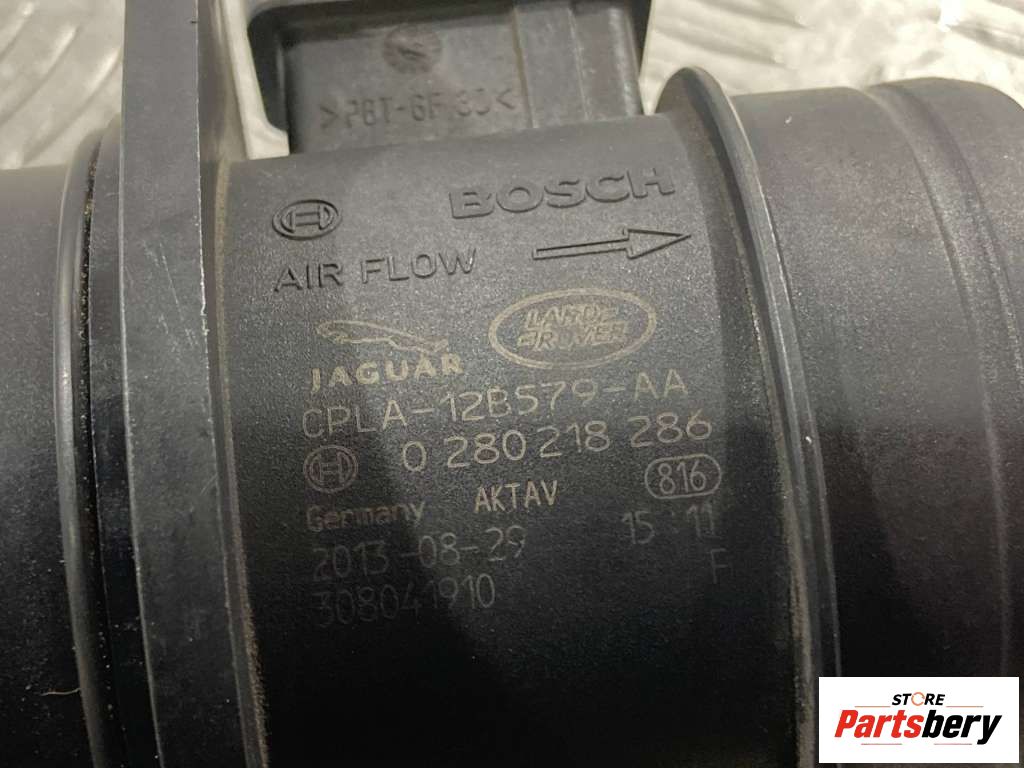 >PBT-GF30<
BOSCH
AIR FLOW
LAND
ROVER
JAGUAR
CPLA-12B579-AA
0 280 218 286
816
Germany AKTAV
2013-08-29 15:11
308041910 F
STORE
Partsbery